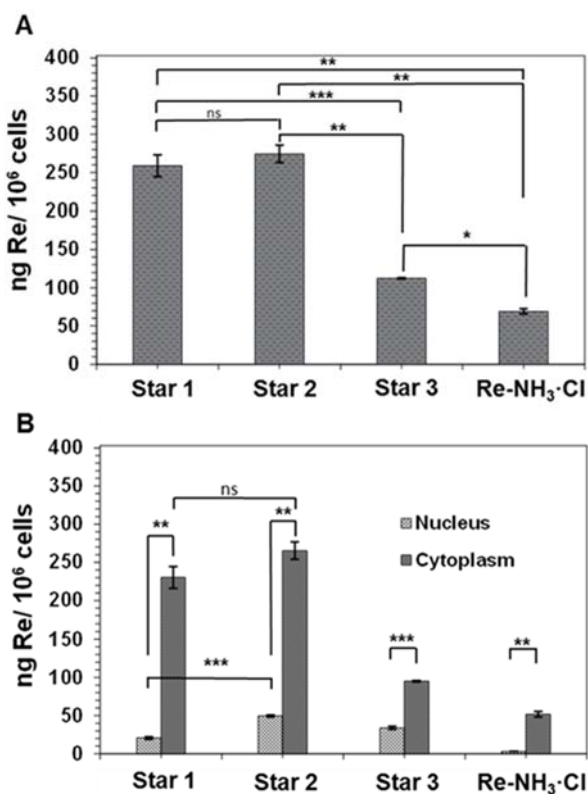 A
ng Re/ 10⁶ cells
400
350
300
250
200
150
100
50
0
**
**
***
ns
**
*
Star 1 Star 2 Star 3 Re-NH₃·Cl
B
ng Re/ 10⁶ cells
400
350
300
250
200
150
100
50
0
ns
**
**
***
***
**
Nucleus
Cytoplasm
Star 1 Star 2 Star 3 Re-NH₃·Cl